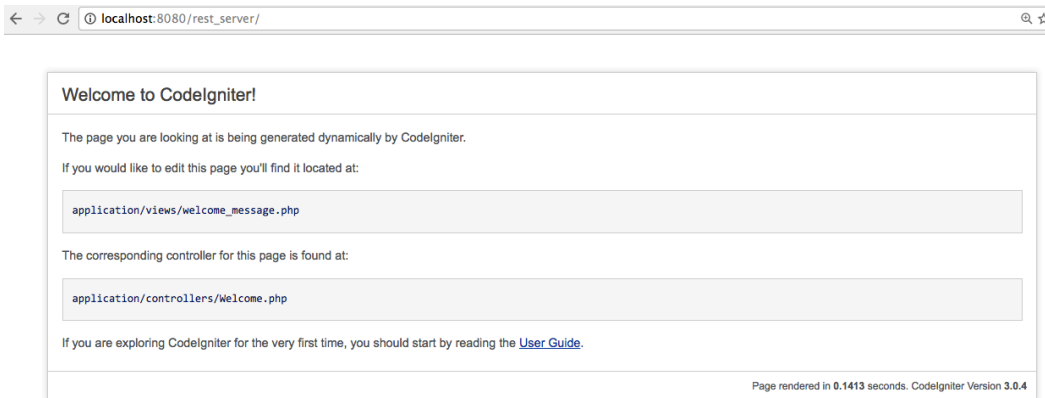 localhost:8080/rest_server/
Welcome to CodeIgniter!
The page you are looking at is being generated dynamically by CodeIgniter.
If you would like to edit this page you'll find it located at:
application/views/welcome_message.php
The corresponding controller for this page is found at:
application/controllers/Welcome.php
If you are exploring CodeIgniter for the very first time, you should start by reading the User Guide.
Page rendered in 0.1413 seconds. CodeIgniter Version 3.0.4